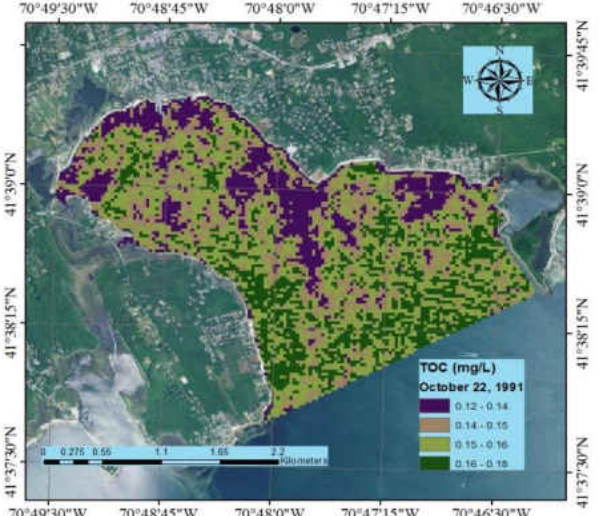 70°49'30"W 70°48'45"W 70°48'0"W 70°47'15"W 70°46'30"W
41°39'45"N
N
W E
S
41°39'0"N 41°39'0"N
41°38'15"N 41°38'15"N
TOC (mg/L)
October 22, 1991
0.12 - 0.14
0.14 - 0.15
0.15 - 0.16
0.16 - 0.18
0 0.275 0.55 1.1 1.65 2.2
Kilometers
41°37'30"N 41°37'30"N
70°49'30"W 70°48'45"W 70°48'0"W 70°47'15"W 70°46'30"W